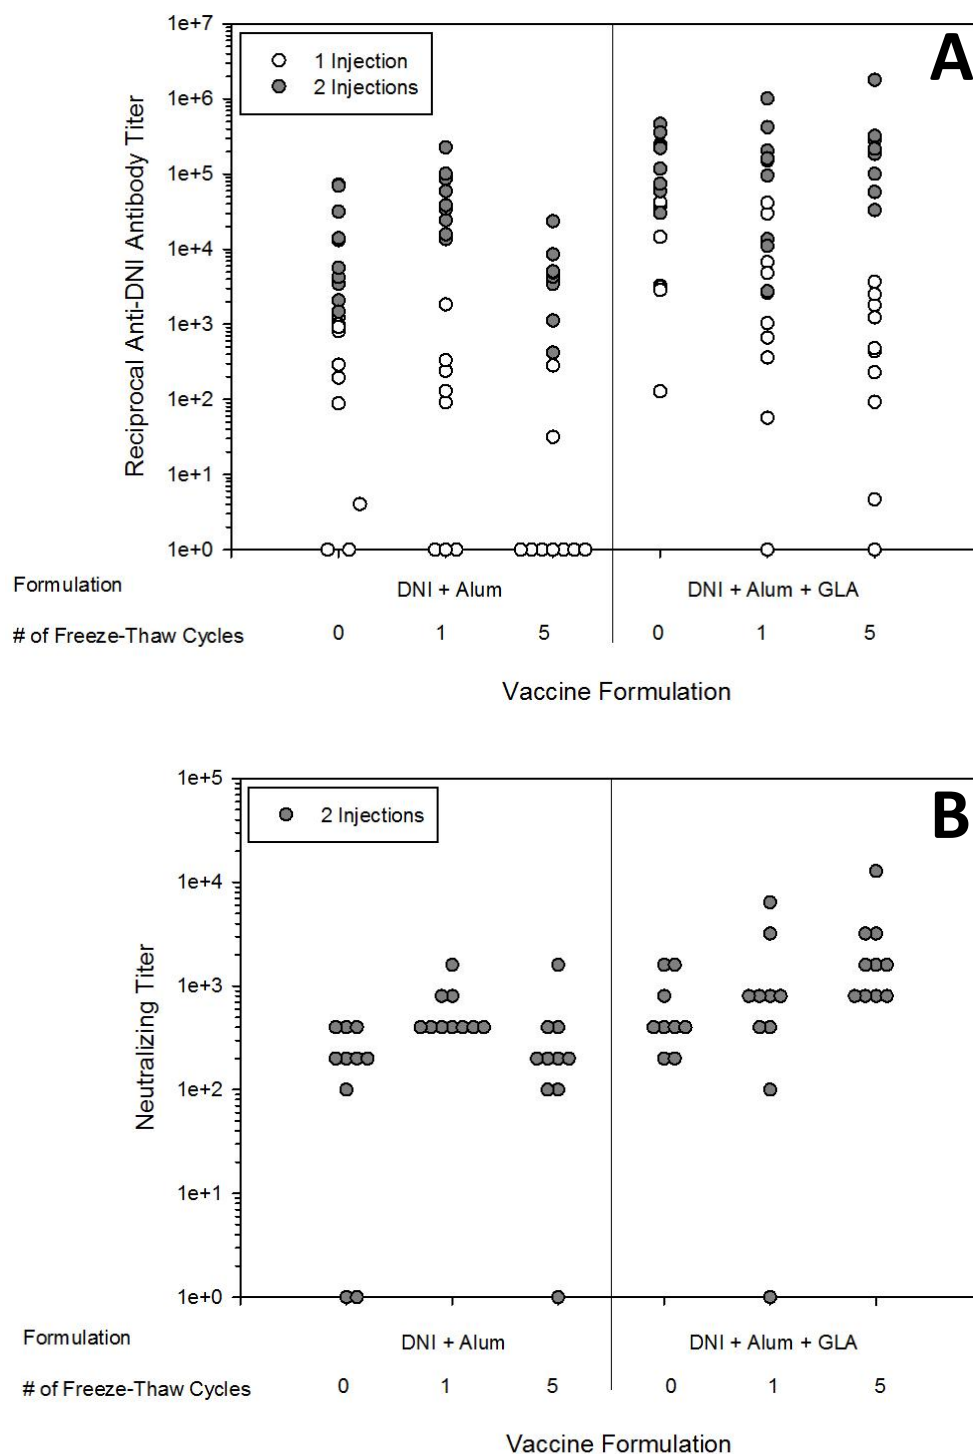 A
1 Injection
2 Injections
Reciprocal Anti-DNI Antibody Titer
1e+7
1e+6
1e+5
1e+4
1e+3
1e+2
1e+1
1e+0
Formulation
DNI + Alum
DNI + Alum + GLA
# of Freeze-Thaw Cycles
0 1 5 0 1 5
Vaccine Formulation
B
2 Injections
Neutralizing Titer
1e+5
1e+4
1e+3
1e+2
1e+1
1e+0
Formulation
DNI + Alum
DNI + Alum + GLA
# of Freeze-Thaw Cycles
0 1 5 0 1 5
Vaccine Formulation